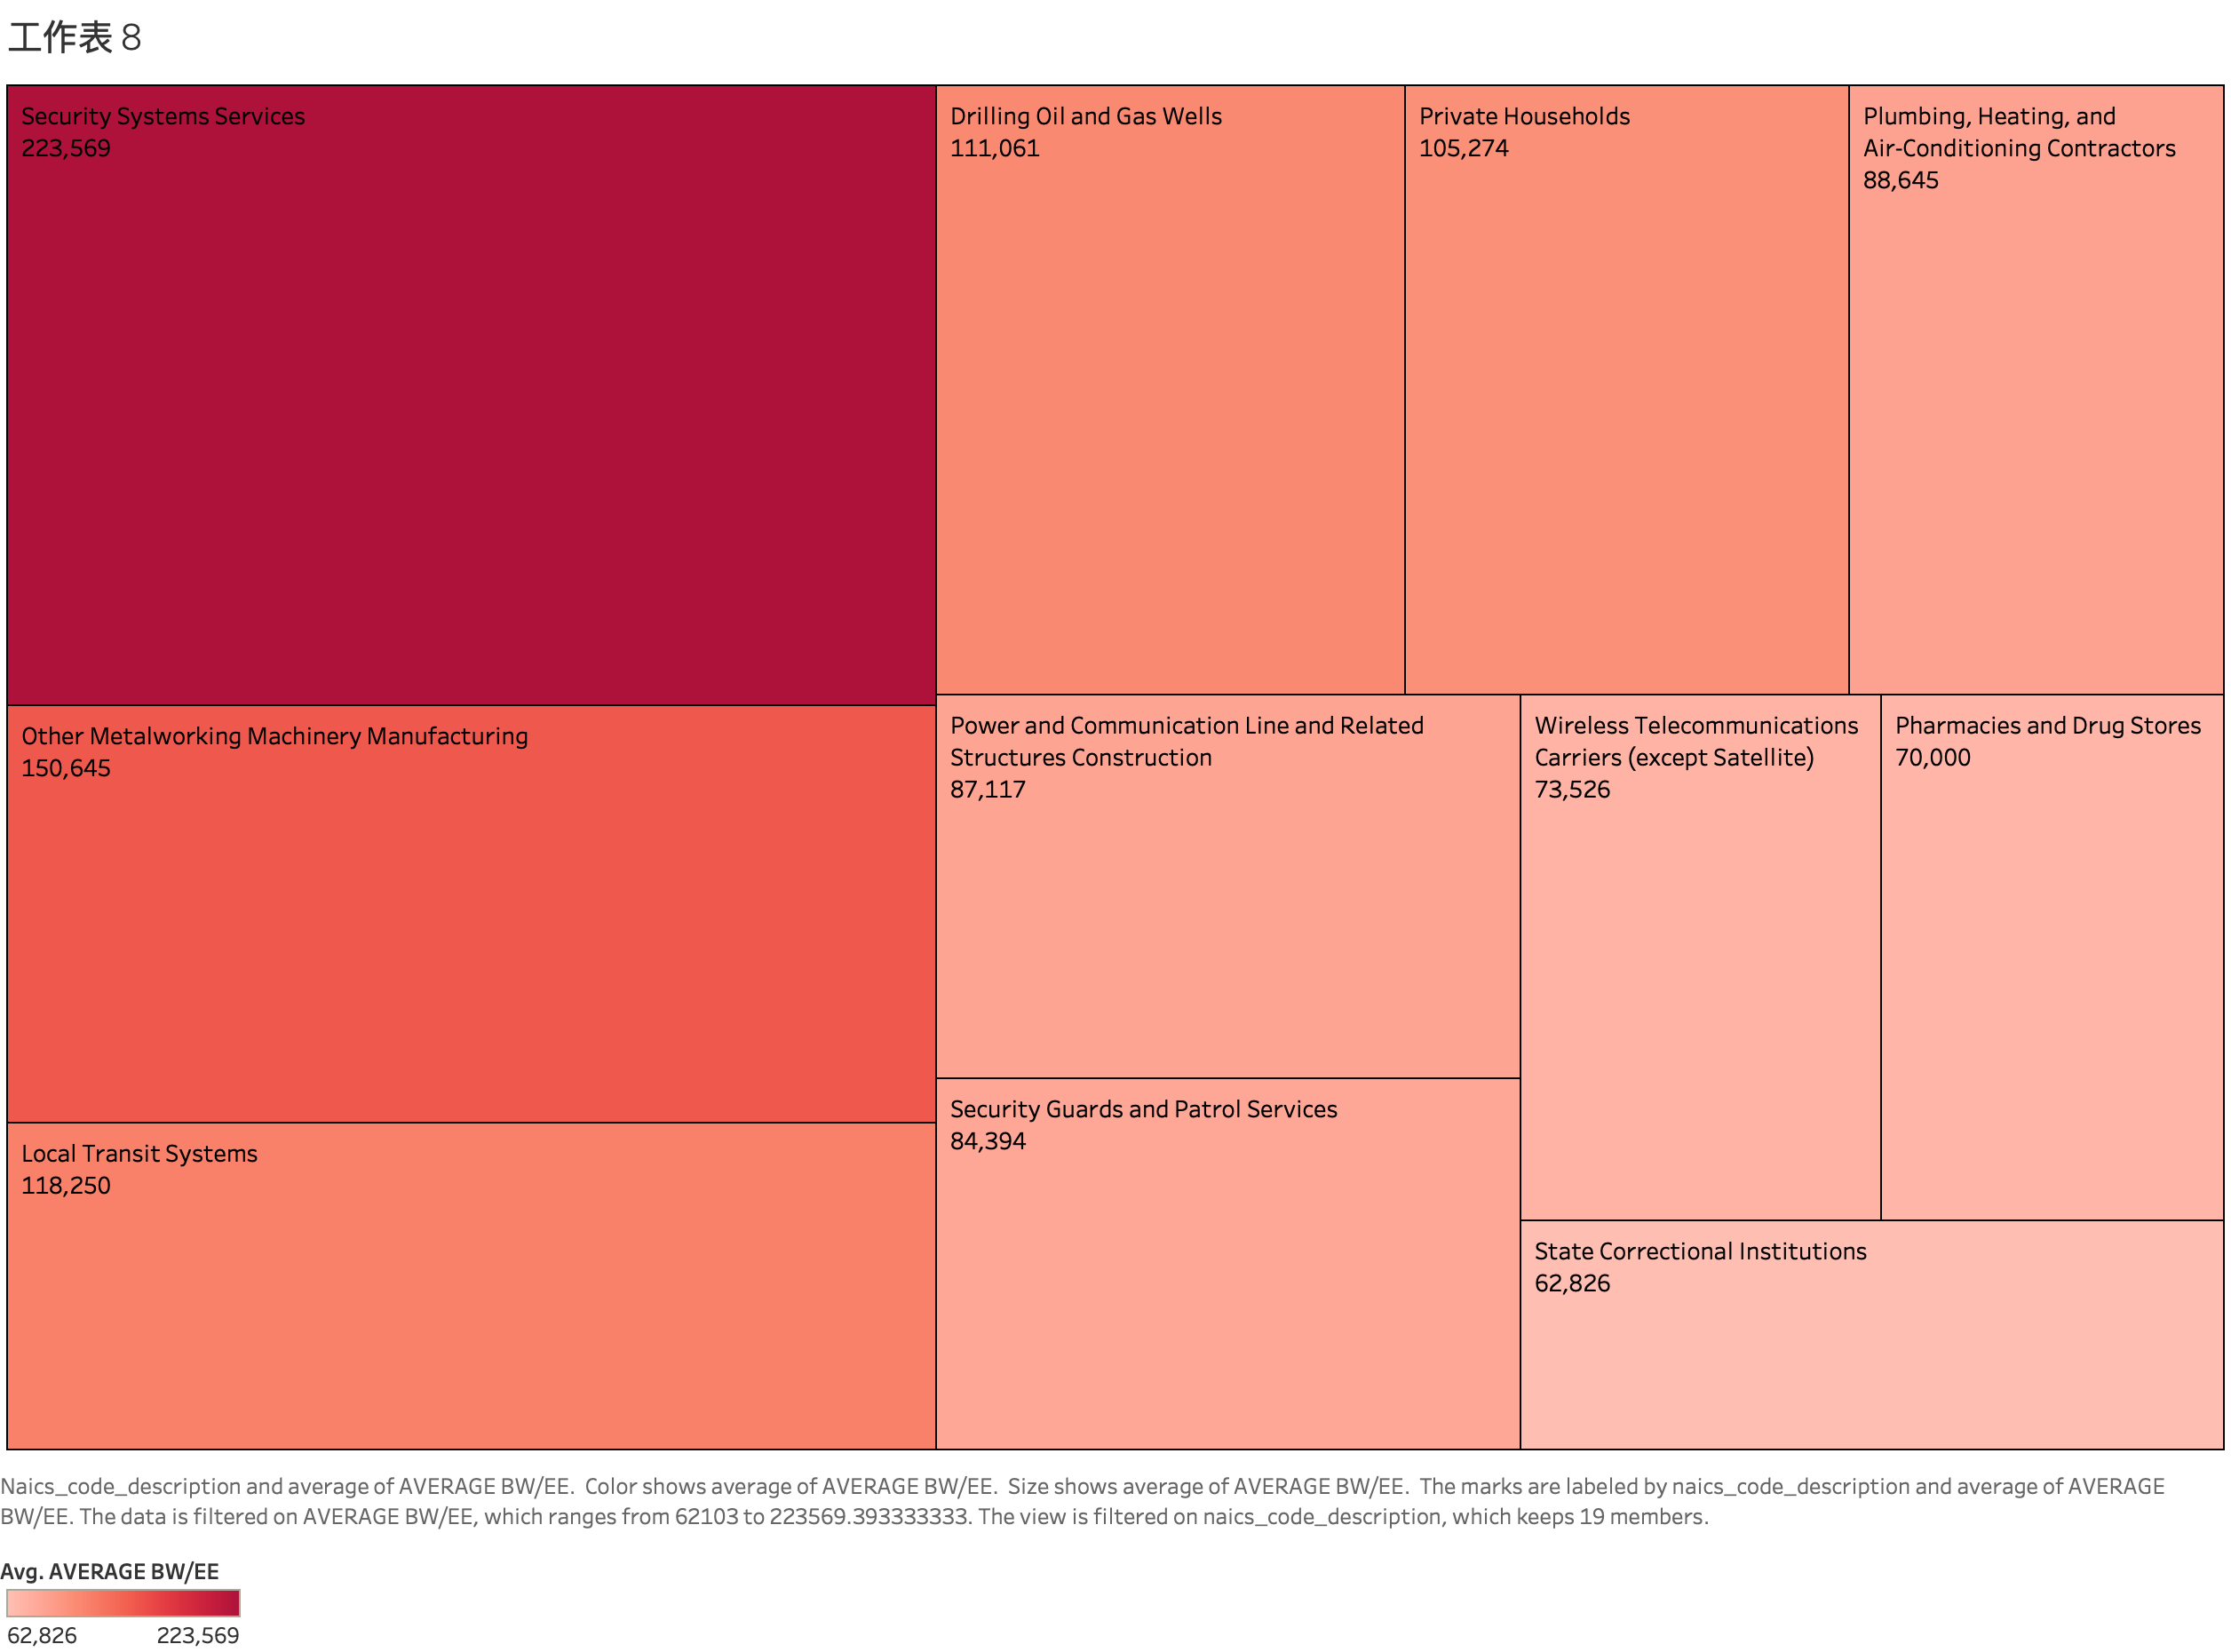 工作表 8
Security Systems Services
223,569
Drilling Oil and Gas Wells
111,061
Private Households
105,274
Plumbing, Heating, and
Air-Conditioning Contractors
88,645
Other Metalworking Machinery Manufacturing
150,645
Power and Communication Line and Related
Structures Construction
87,117
Wireless Telecommunications
Carriers (except Satellite)
73,526
Pharmacies and Drug Stores
70,000
Local Transit Systems
118,250
Security Guards and Patrol Services
84,394
State Correctional Institutions
62,826
Naics_code_description and average of AVERAGE BW/EE.  Color shows average of AVERAGE BW/EE.  Size shows average of AVERAGE BW/EE.  The marks are labeled by naics_code_description and average of AVERAGE
BW/EE. The data is filtered on AVERAGE BW/EE, which ranges from 62103 to 223569.393333333. The view is filtered on naics_code_description, which keeps 19 members.
Avg. AVERAGE BW/EE
62,826 223,569